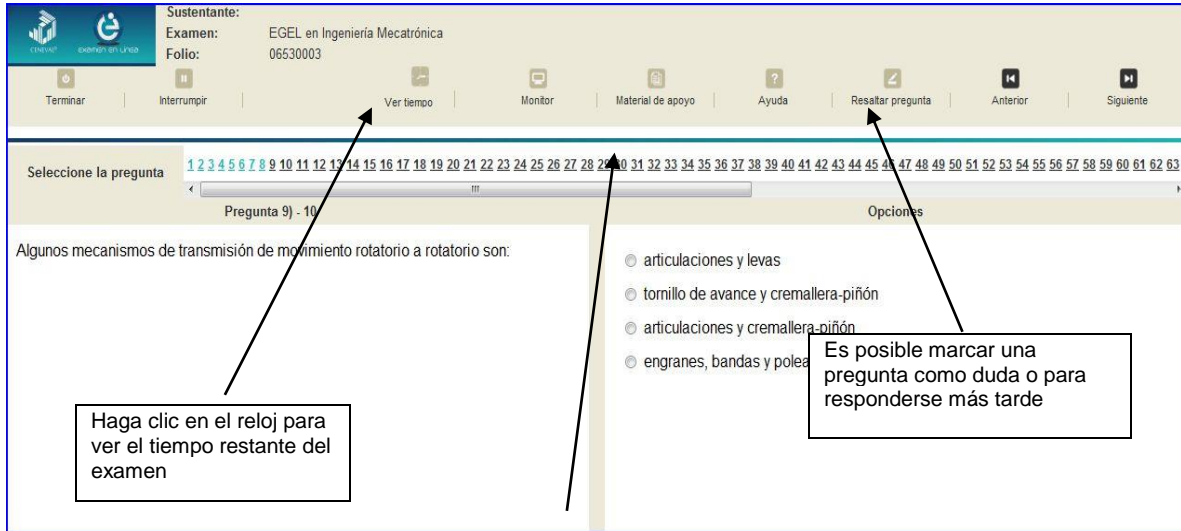 Sustentante:
Examen: EGEL en Ingeniería Mecatrónica
Folio: 06530003
CENEVAL examen en Línea
Terminar Interrumpir Ver tiempo Monitor Material de apoyo Ayuda Resaltar pregunta Anterior Siguiente
Seleccione la pregunta 1 2 3 4 5 6 7 8 9 10 11 12 13 14 15 16 17 18 19 20 21 22 23 24 25 26 27 28 29 30 31 32 33 34 35 36 37 38 39 40 41 42 43 44 45 46 47 48 49 50 51 52 53 54 55 56 57 58 59 60 61 62 63
Pregunta 9) - 10
Opciones
Algunos mecanismos de transmisión de movimiento rotatorio a rotatorio son:
articulaciones y levas
tornillo de avance y cremallera-piñón
articulaciones y cremallera-piñón
engranes, bandas y polea
Es posible marcar una
pregunta como duda o para
responderse más tarde
Haga clic en el reloj para
ver el tiempo restante del
examen